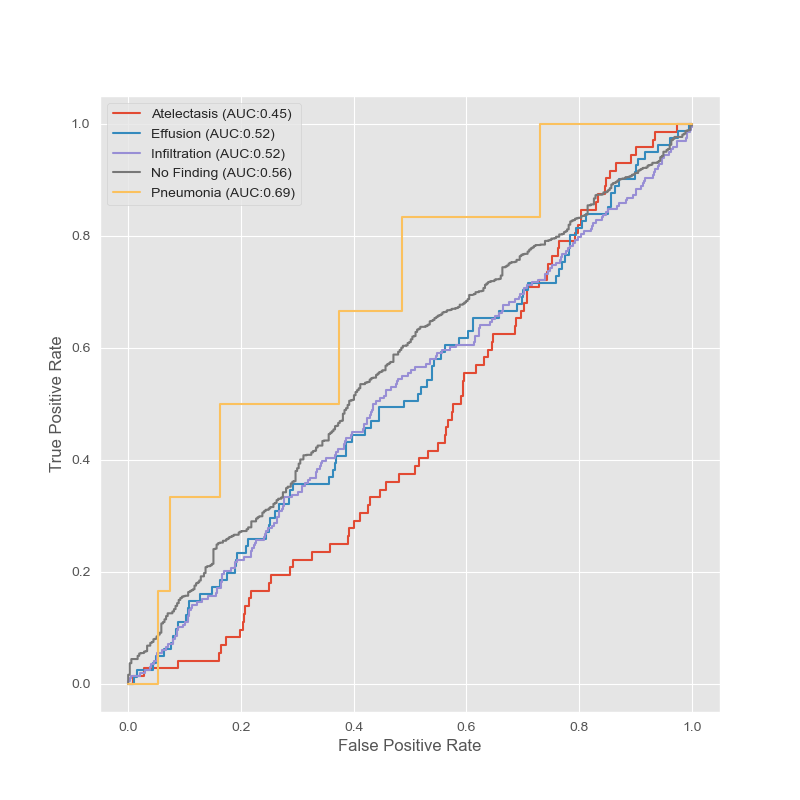 Atelectasis (AUC:0.45)
Effusion (AUC:0.52)
Infiltration (AUC:0.52)
No Finding (AUC:0.56)
Pneumonia (AUC:0.69)
1.0
0.8
0.6
0.4
0.2
0.0
True Positive Rate
0.0 0.2 0.4 0.6 0.8 1.0
False Positive Rate